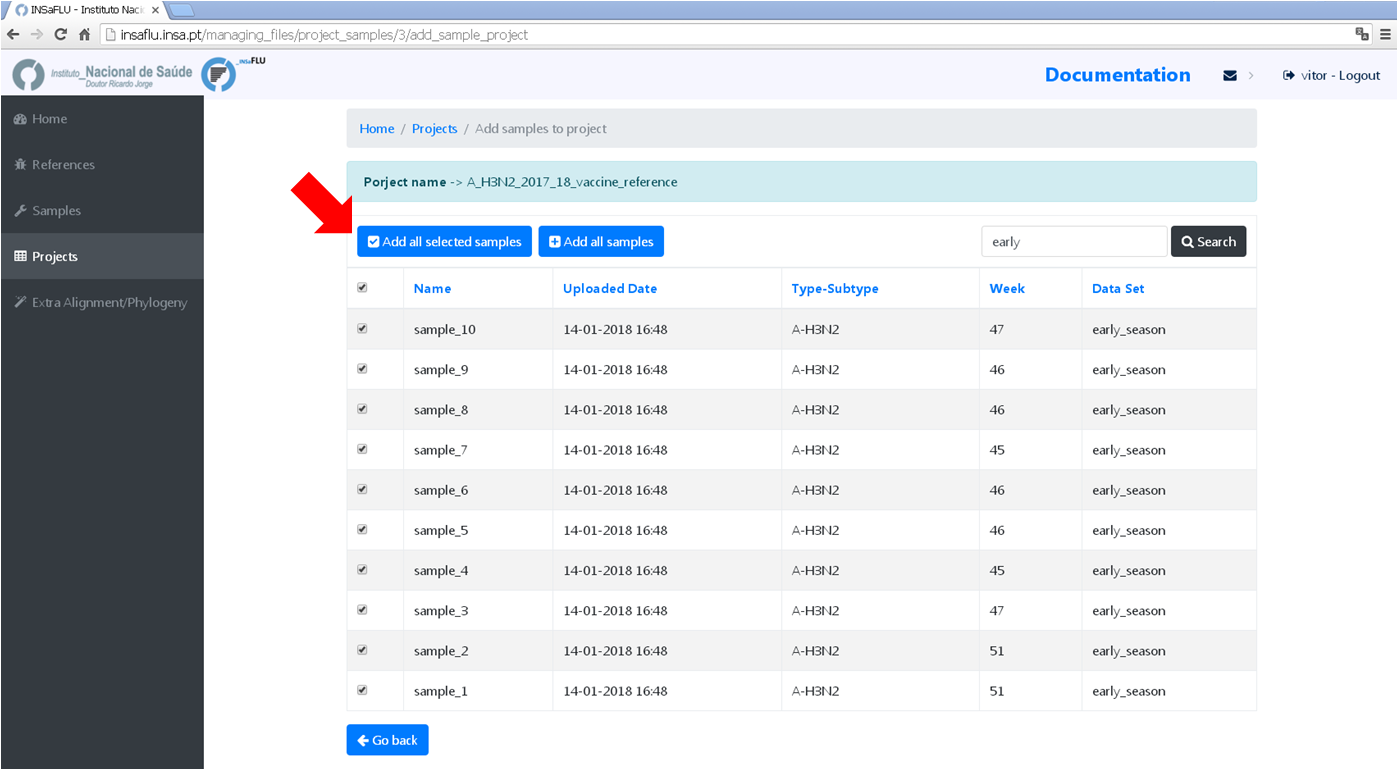 INSaFLU - Instituto Naci
insaflu.insa.pt/managing_files/project_samples/3/add_sample_project
Instituto_Nacional de Saúde
Doutor Ricardo Jorge
_INSaFLU
Documentation
vitor - Logout
Home
References
Samples
Projects
Extra Alignment/Phylogeny
Home / Projects / Add samples to project
Porject name -> A_H3N2_2017_18_vaccine_reference
Add all selected samples Add all samples early Search
Name Uploaded Date Type-Subtype Week Data Set
sample_10 14-01-2018 16:48 A-H3N2 47 early_season
sample_9 14-01-2018 16:48 A-H3N2 46 early_season
sample_8 14-01-2018 16:48 A-H3N2 46 early_season
sample_7 14-01-2018 16:48 A-H3N2 45 early_season
sample_6 14-01-2018 16:48 A-H3N2 46 early_season
sample_5 14-01-2018 16:48 A-H3N2 46 early_season
sample_4 14-01-2018 16:48 A-H3N2 45 early_season
sample_3 14-01-2018 16:48 A-H3N2 47 early_season
sample_2 14-01-2018 16:48 A-H3N2 51 early_season
sample_1 14-01-2018 16:48 A-H3N2 51 early_season
Go back